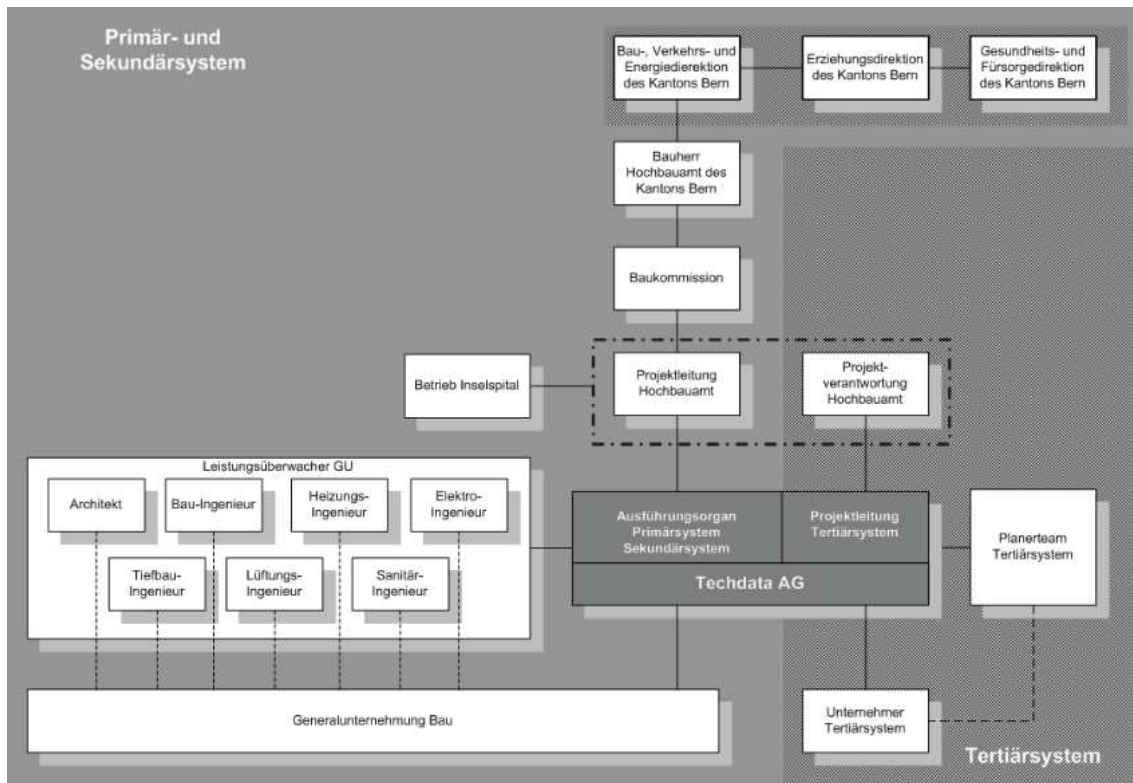 Primär- und
Sekundärsystem
Bau-, Verkehrs- und
Energiedierektion
des Kantons Bern
Erziehungsdirektion
des Kantons Bern
Gesundheits- und
Fürsorgedirektion
des Kantons Bern
Bauherr
Hochbauamt des
Kantons Bern
Baukommission
Betrieb Inselspital
Projektleitung
Hochbauamt
Projekt-
verantwortung
Hochbauamt
Leistungsüberwacher GU
Architekt
Bau-Ingenieur
Heizungs-
Ingenieur
Elektro-
Ingenieur
Tiefbau-
Ingenieur
Lüftungs-
Ingenieur
Sanitär-
Ingenieur
Ausführungsorgan
Primärsystem
Sekundärsystem
Projektleitung
Tertiärsystem
Techdata AG
Planerteam
Tertiärsystem
Generalunternehmung Bau
Unternehmer
Tertiärsystem
Tertiärsystem